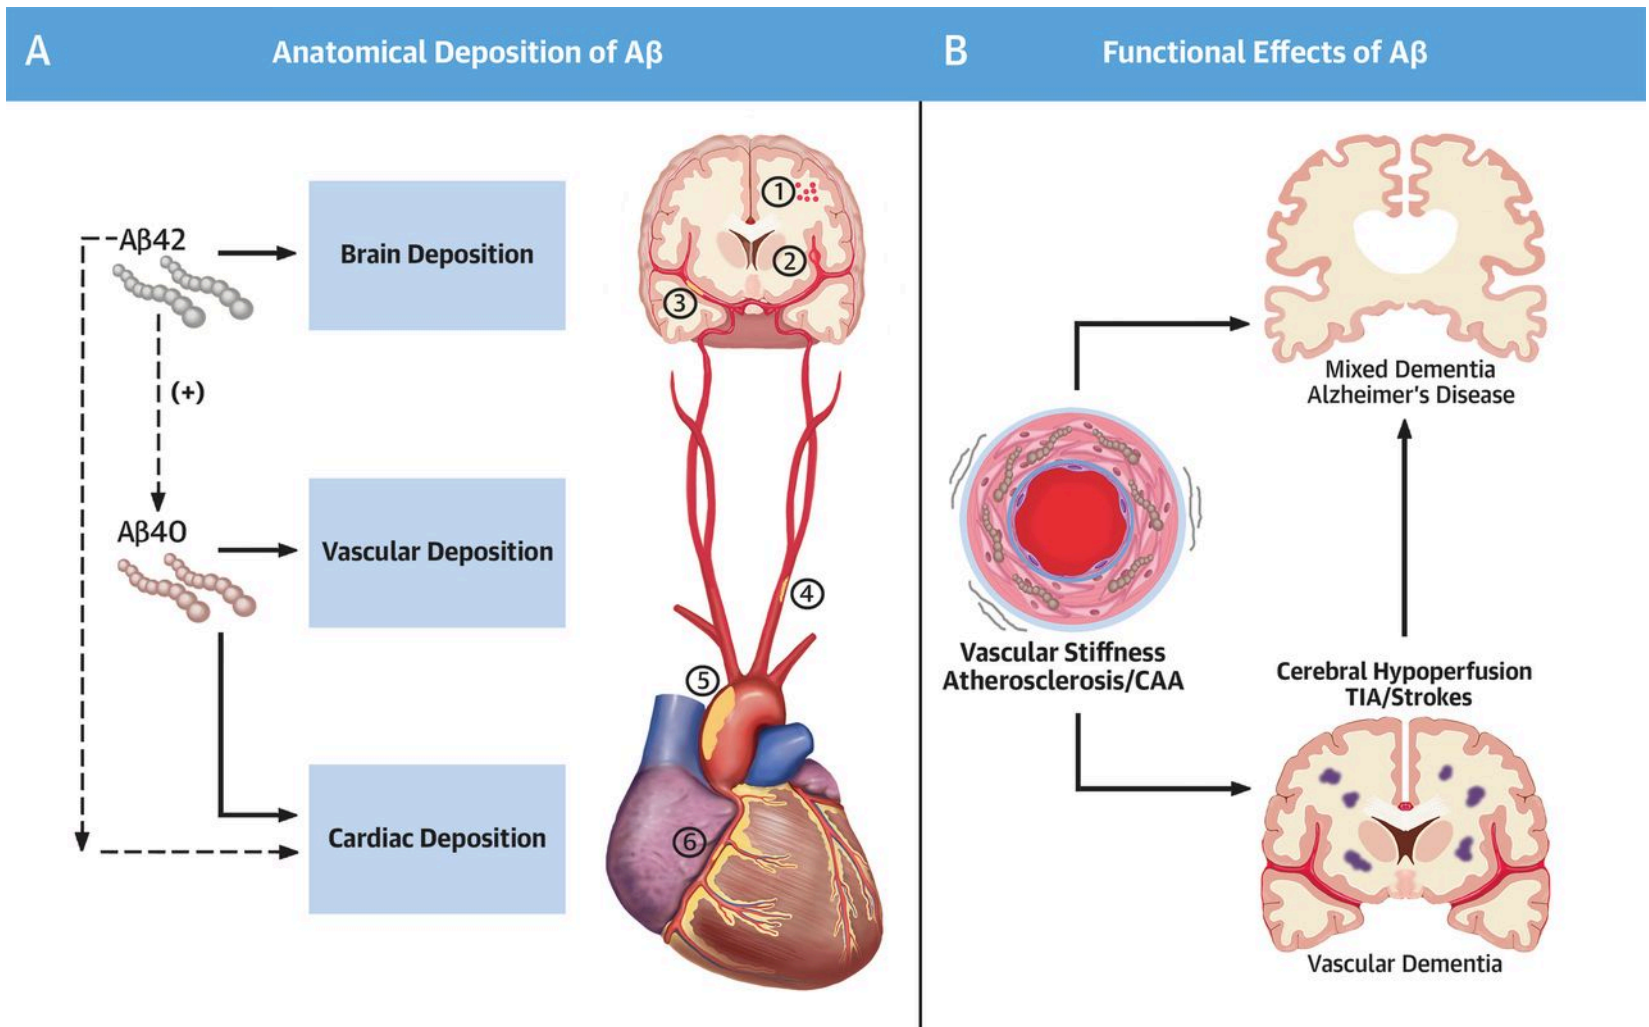 A
Anatomical Deposition of Aβ
Aβ42
Brain Deposition
(+)
Aβ40
Vascular Deposition
Cardiac Deposition
1
2
3
4
5
6
B
Functional Effects of Aβ
Mixed Dementia
Alzheimer's Disease
Vascular Stiffness
Atherosclerosis/CAA
Cerebral Hypoperfusion
TIA/Strokes
Vascular Dementia